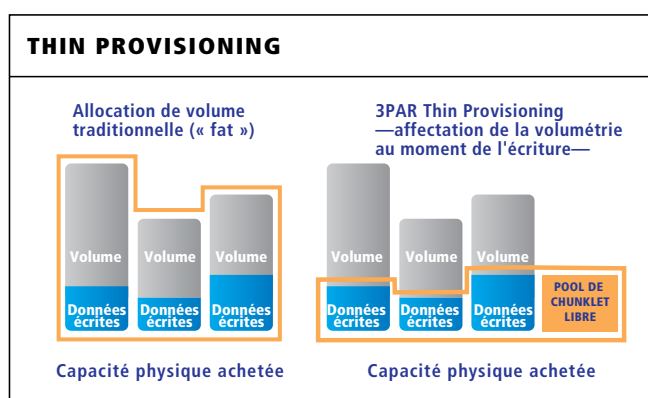 THIN PROVISIONING
Allocation de volume
traditionnelle (« fat »)
Volume
Volume
Volume
Données
écrites
Données
écrites
Données
écrites
Capacité physique achetée
3PAR Thin Provisioning
—affectation de la volumétrie
au moment de l'écriture—
Volume
Volume
Volume
Données
écrites
Données
écrites
Données
écrites
POOL DE
CHUNKLET
LIBRE
Capacité physique achetée